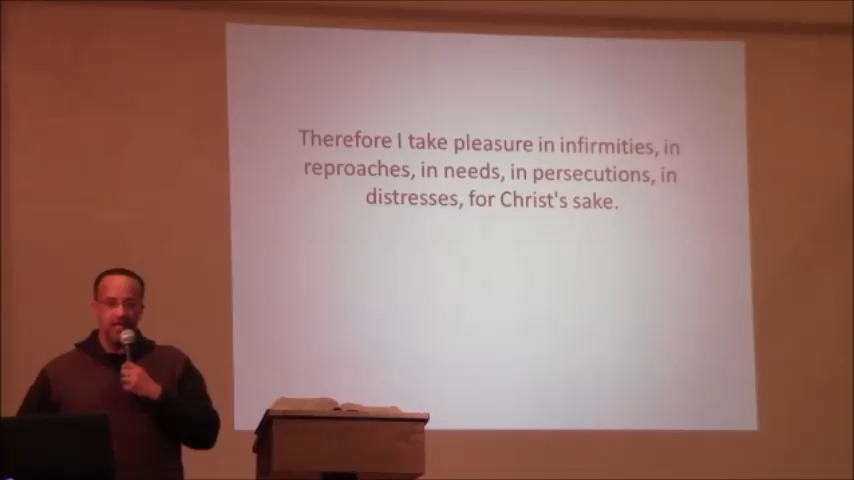 Therefore I take pleasure in infirmities, in
reproaches, in needs, in persecutions, in
distresses, for Christ's sake.